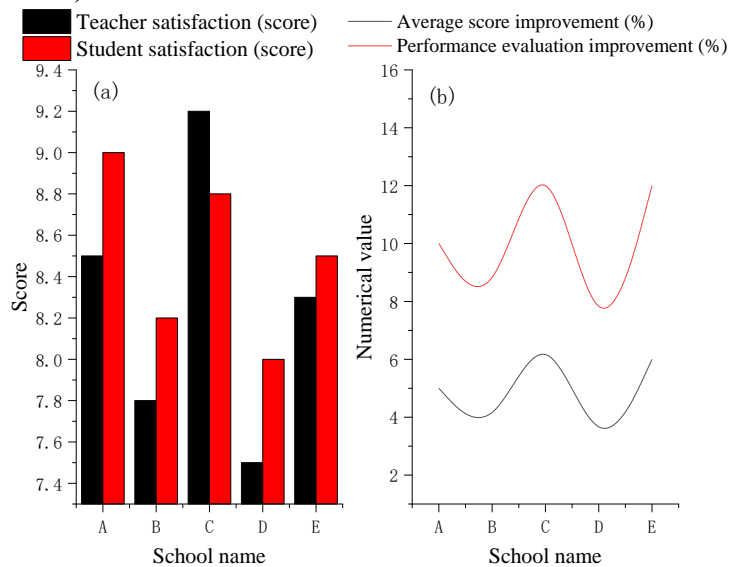 )
Teacher satisfaction (score)
Student satisfaction (score)
Average score improvement (%)
Performance evaluation improvement (%)
(a)
9.4
9.2
9.0
8.8
8.6
8.4
8.2
8.0
7.8
7.6
7.4
Score
A B C D E
School name
(b)
16
14
12
10
8
6
4
2
Numerical value
A B C D E
School name